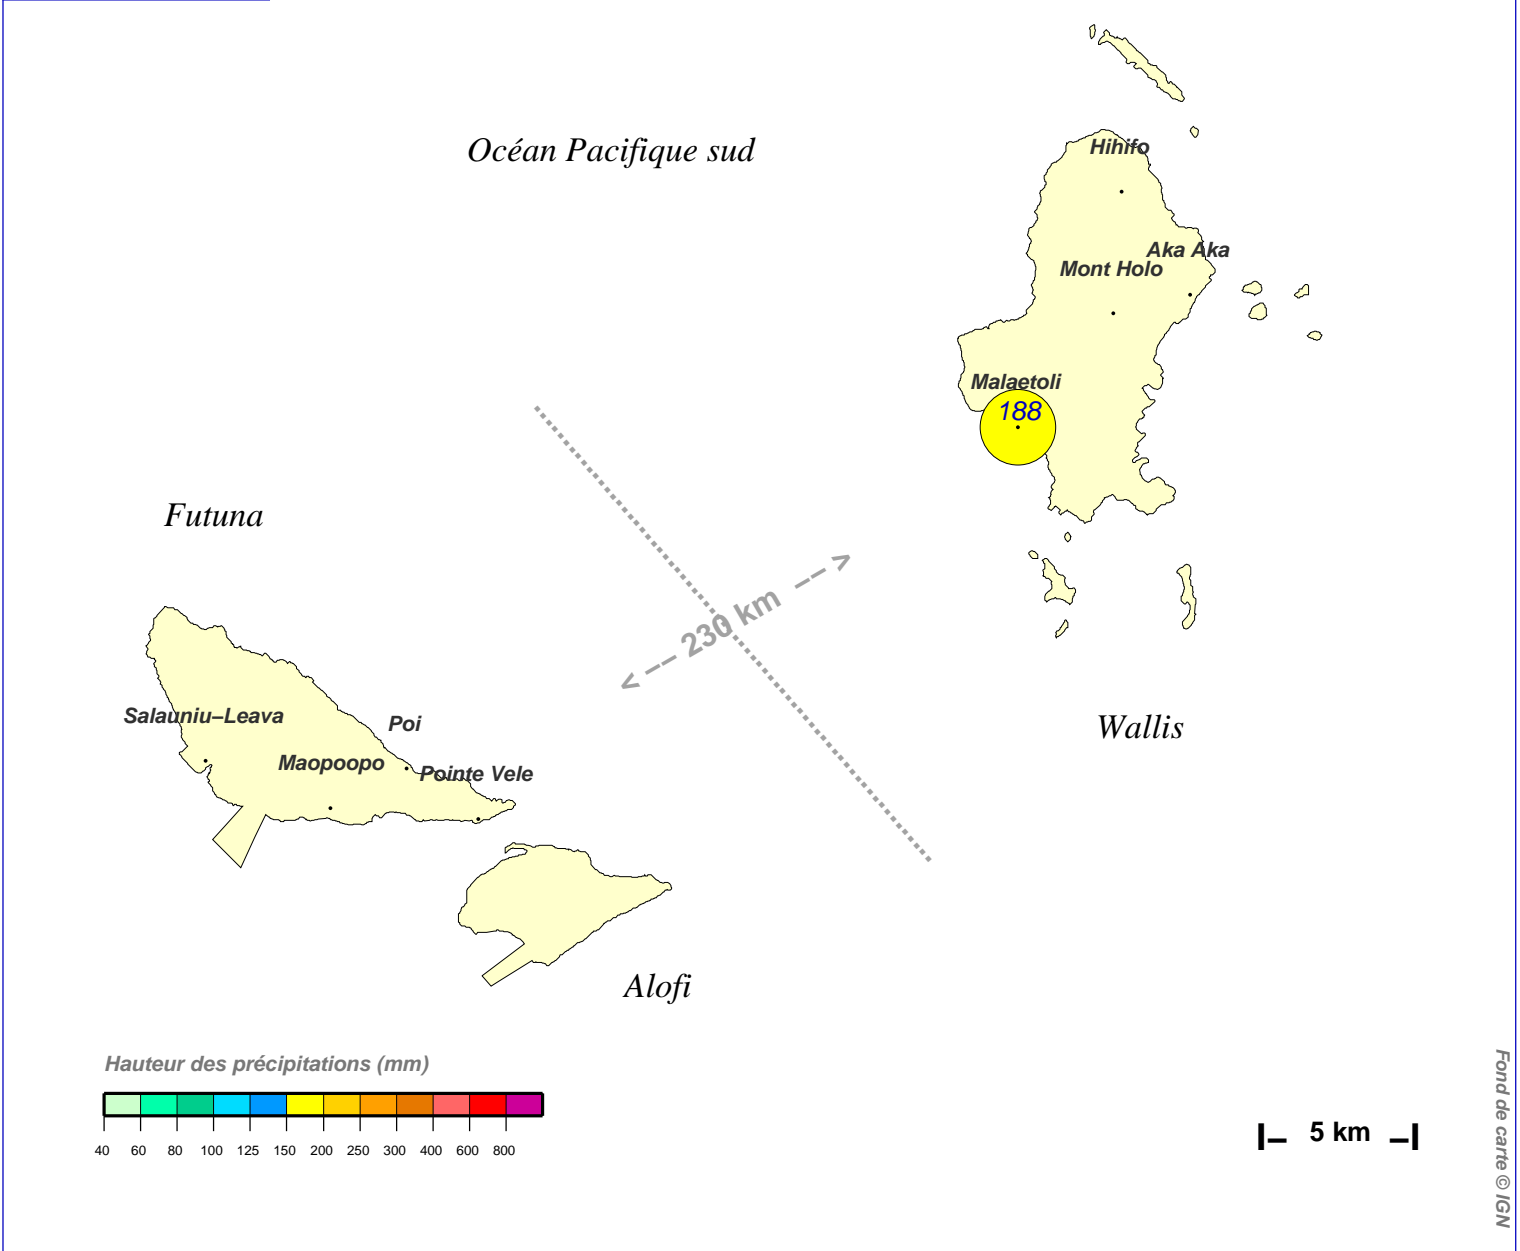 Hihifo
Océan Pacifique sud
Aka Aka
Mont Holo
Malaetoli
188
Futuna
230 km
Salauniu–Leava
Poi
Wallis
Maopoopo
Pointe Vele
Alofi
Hauteur des précipitations (mm)
40 60 80 100 125 150 200 250 300 400 600 800
5 km
Fond de carte © IGN